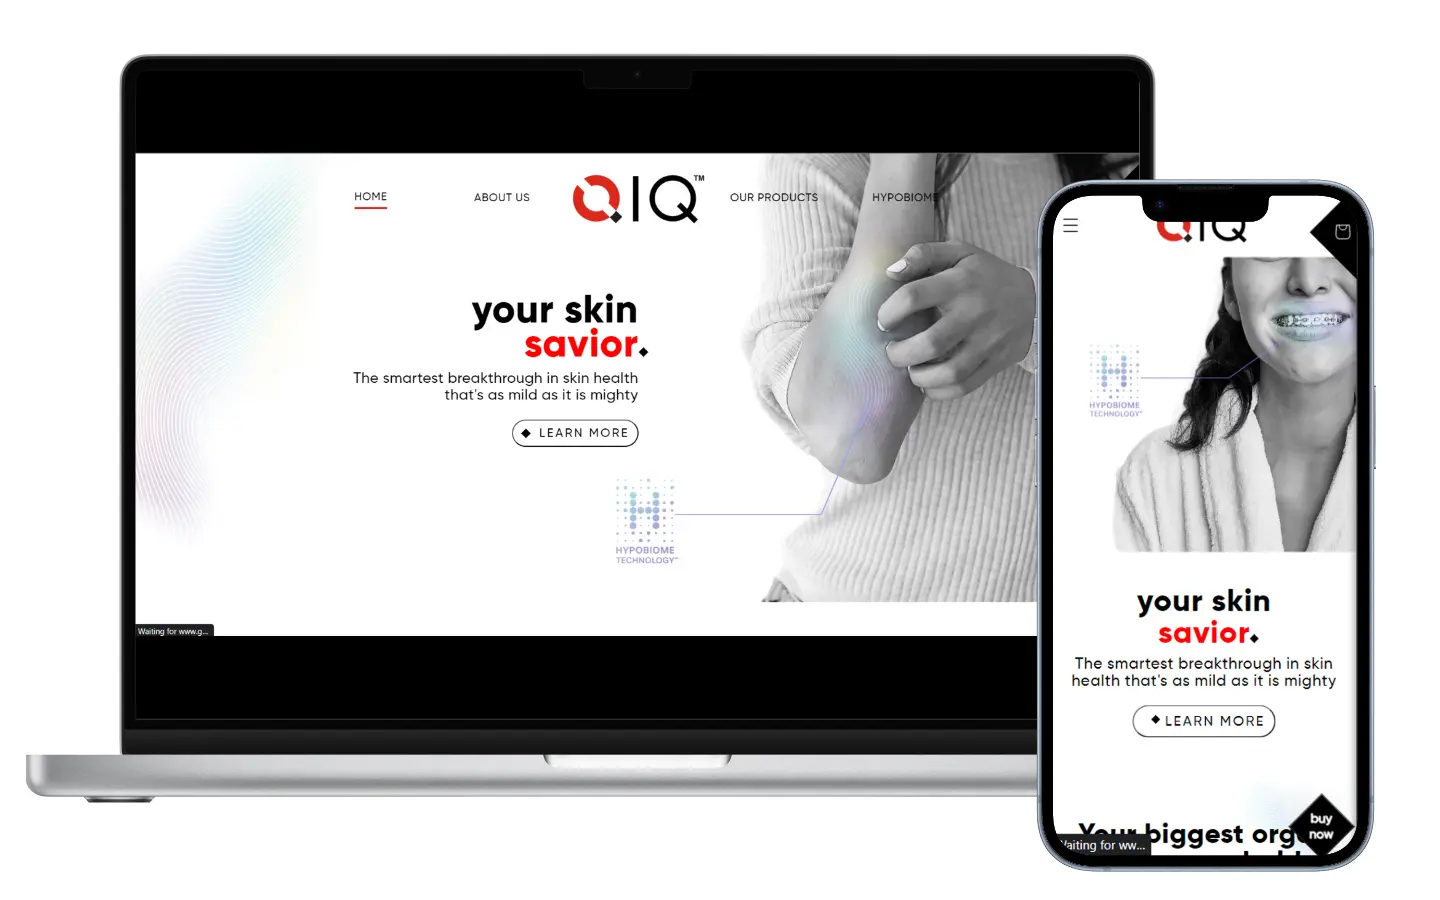 HOME
ABOUT US
QIQ™
OUR PRODUCTS
HYPOBIOME
your skin
savior
The smartest breakthrough in skin health
that's as mild as it is mighty
LEARN MORE
H
HYPOBIOME
TECHNOLOGY™
Waiting for www.g...
QIQ
H
HYPOBIOME
TECHNOLOGY™
your skin
savior
The smartest breakthrough in skin
health that's as mild as it is mighty
LEARN MORE
Your biggest
buy
now
Waiting for ww...